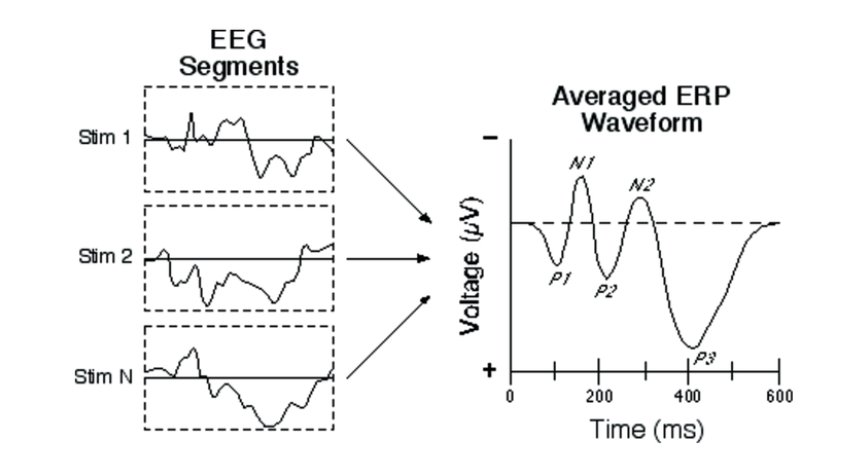 EEG
Segments
Stim 1
Stim 2
Stim N
Averaged ERP
Waveform
−
N1
N2
P1
P2
P3
Voltage (μV)
+
0 200 400 600
Time (ms)